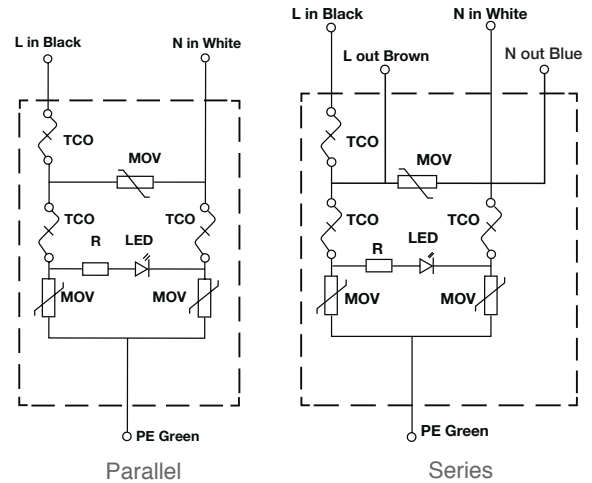 L in Black
N in White
TCO
MOV
TCO
TCO
R
LED
MOV
MOV
PE Green
Parallel
L in Black
N in White
L out Brown
N out Blue
TCO
MOV
TCO
TCO
R
LED
MOV
MOV
PE Green
Series